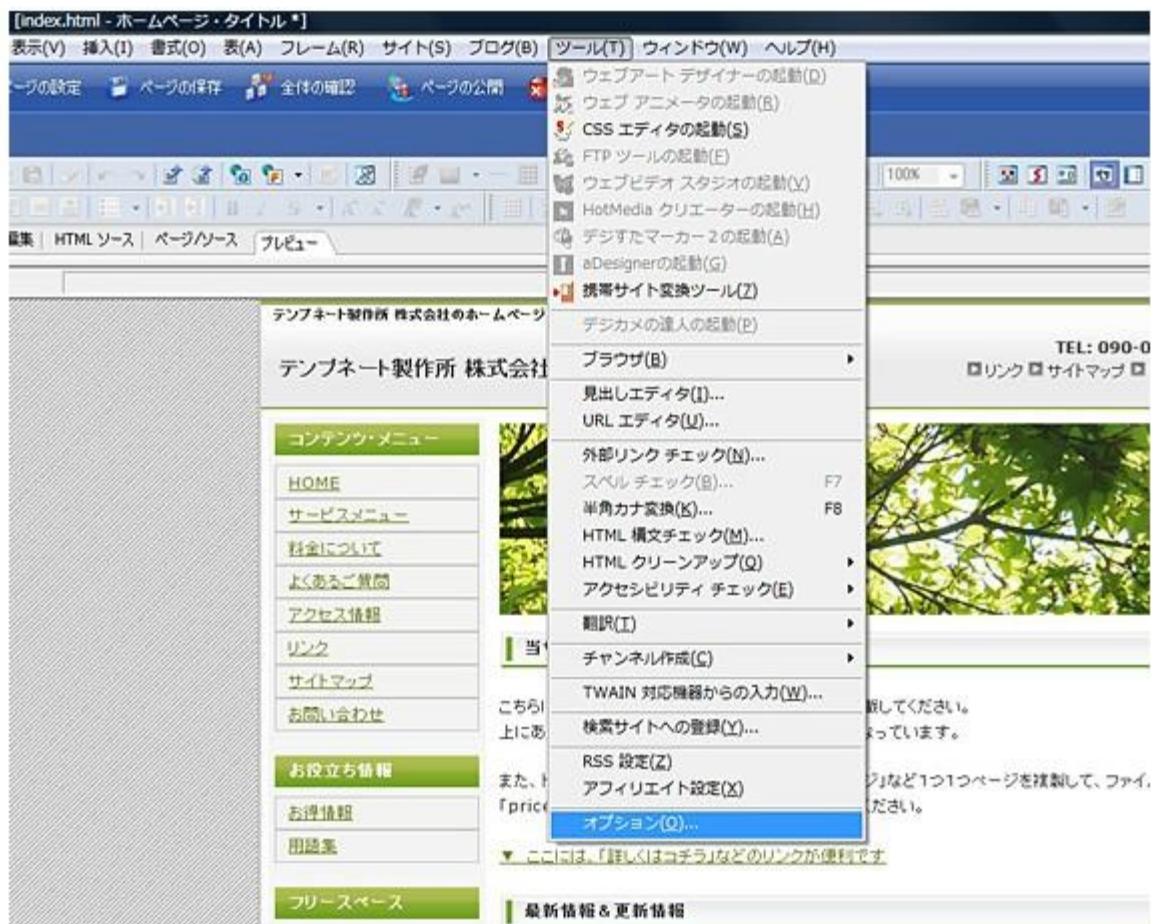 [index.html - ホームページ・タイトル *]
表示(V) 挿入(I) 書式(O) 表(A) フレーム(R) サイト(S) ブログ(B) ツール(T) ウィンドウ(W) ヘルプ(H)
ージの設定 ページの保存 全体の確認 ページの公開
ウェブアート デザイナーの起動(D)
ウェブ アニメータの起動(R)
CSS エディタの起動(S)
FTP ツールの起動(F)
ウェブビデオ スタジオの起動(V)
HotMedia クリエーターの起動(H)
デジすたマーカー2の起動(A)
aDesignerの起動(G)
携帯サイト変換ツール(7)
デジカメの達人の起動(P)
ブラウザ(B)
見出しエディタ(I)...
URL エディタ(U)...
外部リンク チェック(N)...
スペル チェック(B)... F7
半角カナ変換(K)... F8
HTML 構文チェック(M)...
HTML クリーンアップ(Q)
アクセシビリティ チェック(E)
翻訳(T)
チャンネル作成(C)
TWAIN 対応機器からの入力(W)...
検索サイトへの登録(Y)...
RSS 設定(Z)
アフィリエイト設定(X)
オプション(O)...
100%
編集 HTML ソース ページ/ソース プレビュー
テンプネート製作所 株式会社のホームページ
テンプネート製作所 株式会社
TEL: 090-0
リンク サイトマップ
コンテンツ・メニュー
HOME
サービスメニュー
料金について
よくあるご質問
アクセス情報
リンク
サイトマップ
お問い合わせ
お役立ち情報
お得情報
用語集
フリースペース
当
こちら
してください。
上にあ
っています。
また、
ジ」など1つ1つページを複製して、ファイ
「price
ださい。
▼ ここには、「詳しくはコチラ」などのリンクが便利です
最新情報&更新情報